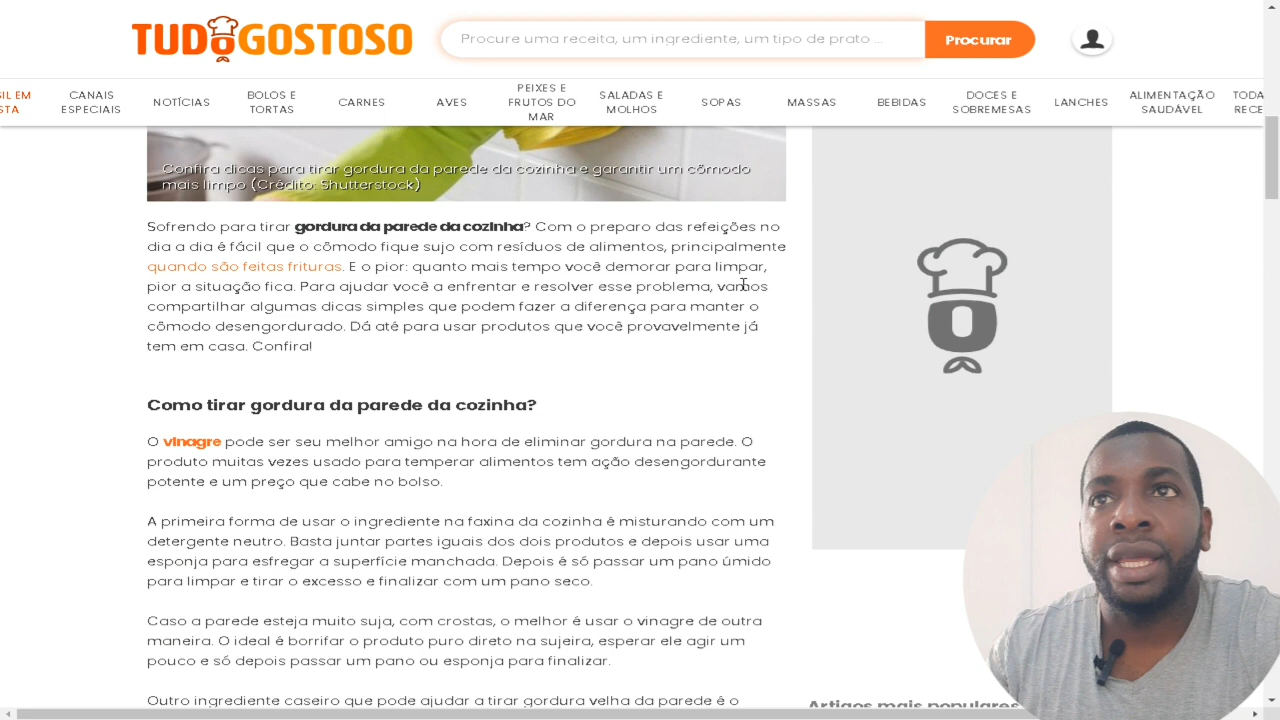 TUDOGOSTOSO
Procure uma receita, um ingrediente, um tipo de prato ...
Procurar
IL EM
STA
CANAIS
ESPECIAIS
NOTÍCIAS
BOLOS E
TORTAS
CARNES
AVES
PEIXES E
FRUTOS DO
MAR
SALADAS E
MOLHOS
SOPAS
MASSAS
BEBIDAS
DOCES E
SOBREMESAS
LANCHES
ALIMENTAÇÃO
SAUDÁVEL
TODA
RECE
Confira dicas para tirar gordura da parede da cozinha e garantir um cômodo
mais limpo (Crédito: Shutterstock)
Sofrendo para tirar gordura da parede da cozinha? Com o preparo das refeições no
dia a dia é fácil que o cômodo fique sujo com resíduos de alimentos, principalmente
quando são feitas frituras. E o pior: quanto mais tempo você demorar para limpar,
pior a situação fica. Para ajudar você a enfrentar e resolver esse problema, vamos
compartilhar algumas dicas simples que podem fazer a diferença para manter o
cômodo desengordurado. Dá até para usar produtos que você provavelmente já
tem em casa. Confira!
Como tirar gordura da parede da cozinha?
O vinagre pode ser seu melhor amigo na hora de eliminar gordura na parede. O
produto muitas vezes usado para temperar alimentos tem ação desengordurante
potente e um preço que cabe no bolso.
A primeira forma de usar o ingrediente na faxina da cozinha é misturando com um
detergente neutro. Basta juntar partes iguais dos dois produtos e depois usar uma
esponja para esfregar a superfície manchada. Depois é só passar um pano úmido
para limpar e tirar o excesso e finalizar com um pano seco.
Caso a parede esteja muito suja, com crostas, o melhor é usar o vinagre de outra
maneira. O ideal é borrifar o produto puro direto na sujeira, esperar ele agir um
pouco e só depois passar um pano ou esponja para finalizar.
Outro ingrediente caseiro que pode ajudar a tirar gordura velha da parede é o
Artigos mais populares